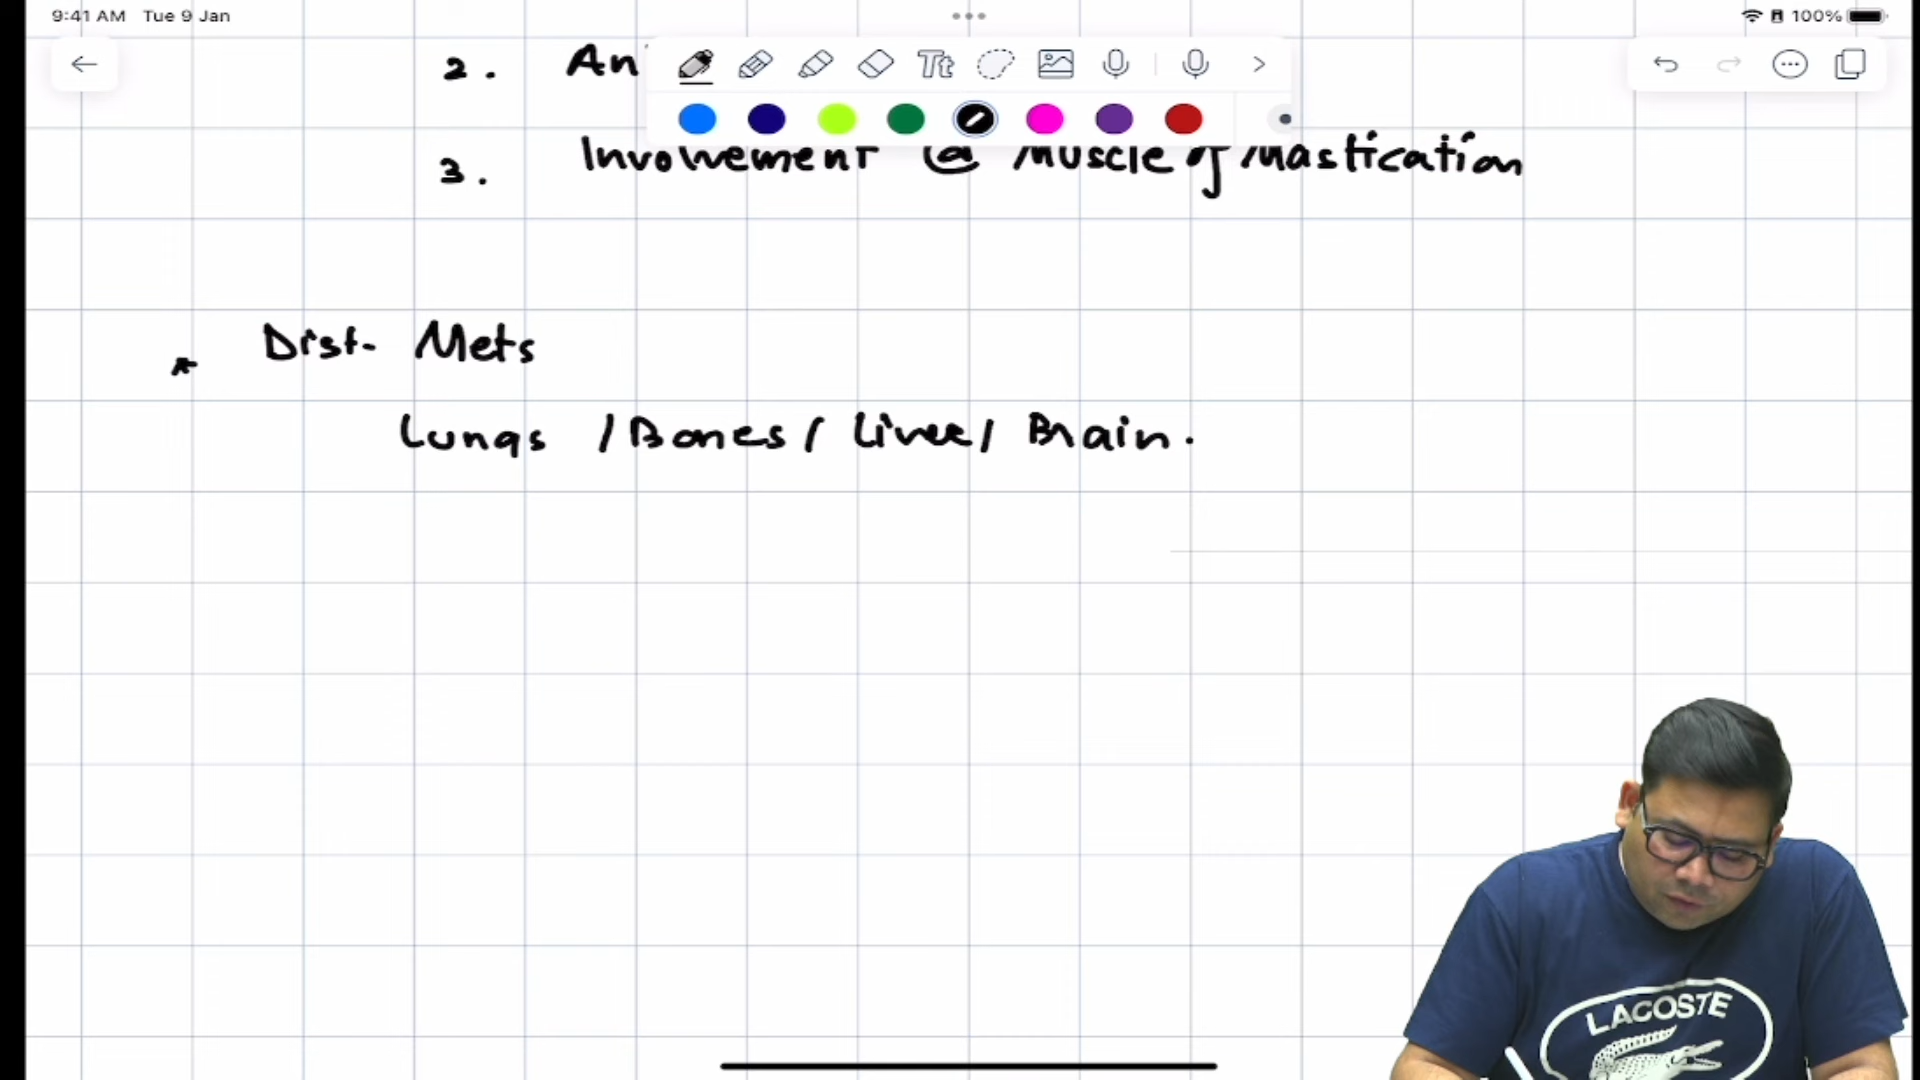 9:41 AM Tue 9 Jan
100%
2. An
Tt
3. Involvement @ Muscle of Mastication
* Dist. Mets
Lungs / Bones / Liver / Brain.
LACOSTE